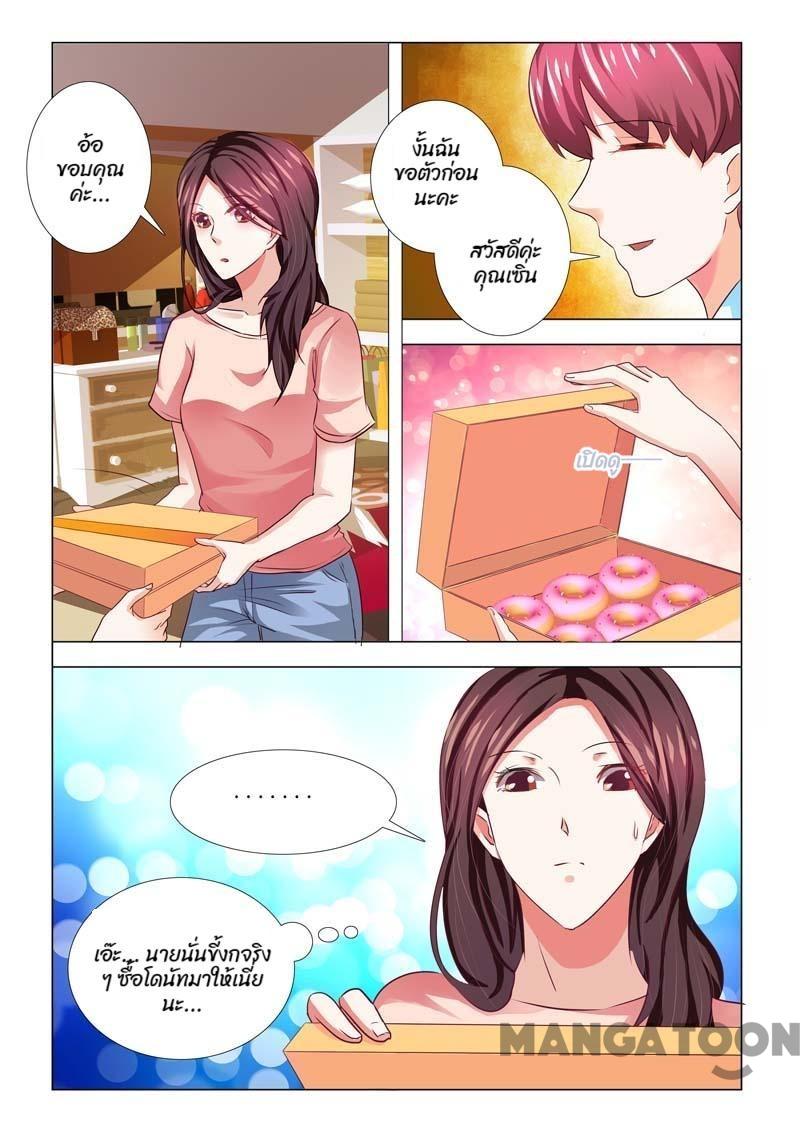 อ้อ
ขอบคุณ
ค่ะ...
งั้นฉัน
ขอตัวก่อน
นะคะ
สวัสดีค่ะ
คุณเซิ่น
เปิดดู
.......
เอ๊ะ... นายนั่นขี้งกจริง
ๆ ซื้อโดนัทมาให้เนี่ย
นะ...
MANGATOON